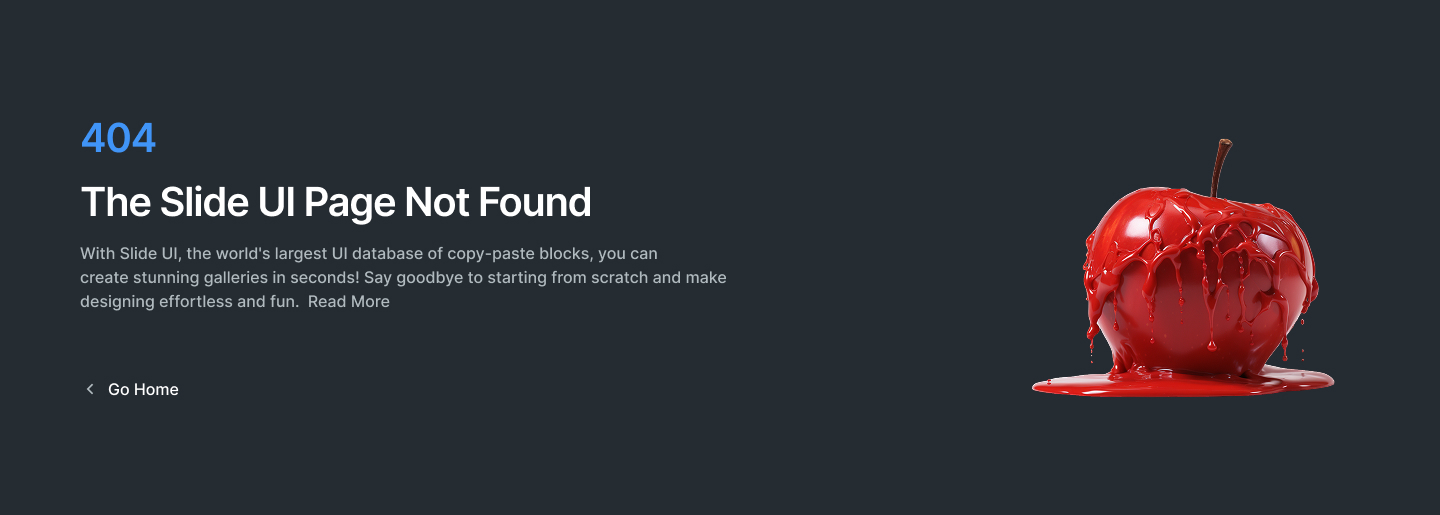 404
The Slide UI Page Not Found
With Slide UI, the world's largest UI database of copy-paste blocks, you can
create stunning galleries in seconds! Say goodbye to starting from scratch and make
designing effortless and fun. Read More
Go Home